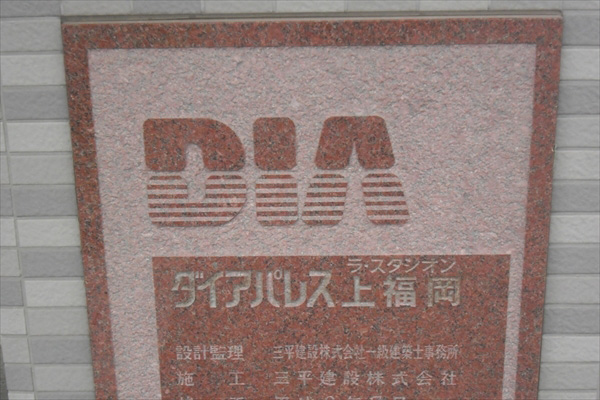 DIA
ラ・スタジオン
ダイアパレス上福岡
設計監理 三平建設株式会社一級建築士事務所
施工 三平建設株式会社